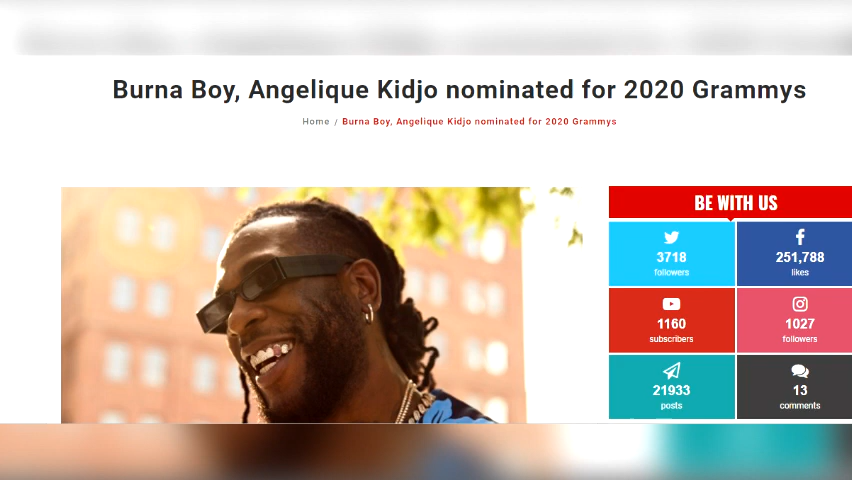 Burna Boy, Angelique Kidjo nominated for 2020 Grammys
Home / Burna Boy, Angelique Kidjo nominated for 2020 Grammys
BE WITH US
3718
followers
251,788
likes
1160
subscribers
1027
followers
21933
posts
13
comments